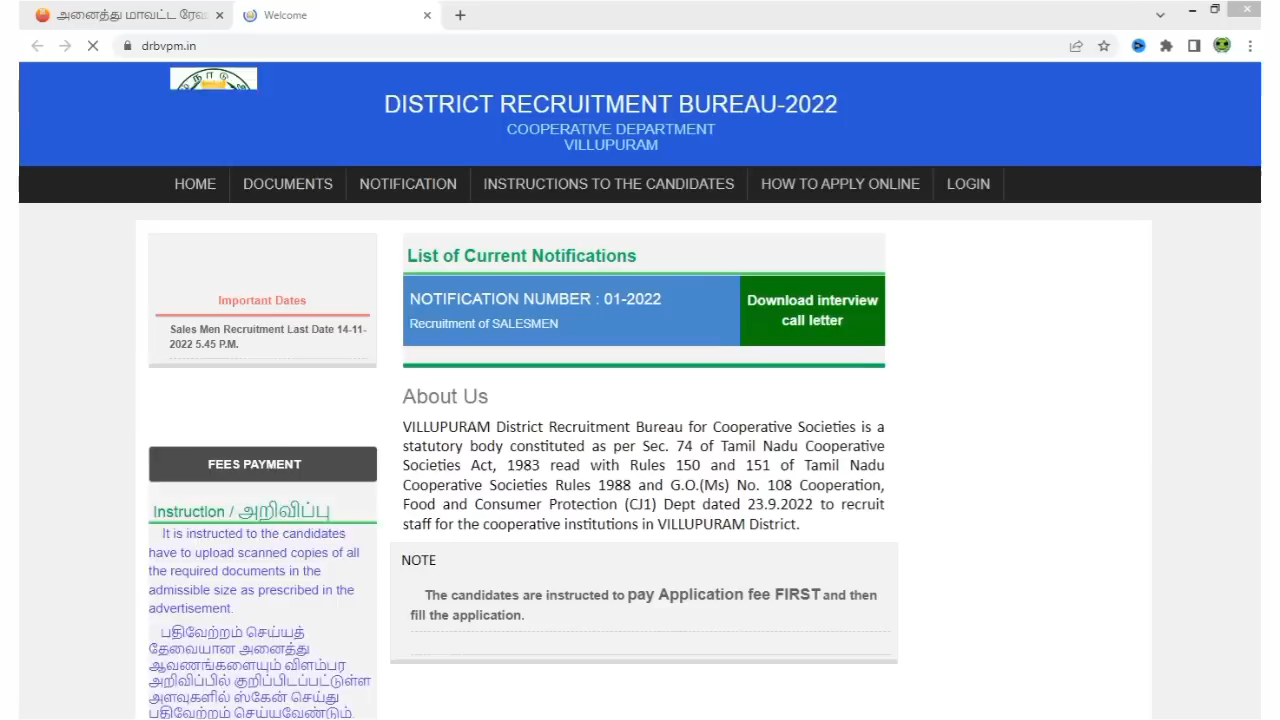 அனைத்து மாவட்ட ரேஷ
Welcome
drbvpm.in
DISTRICT RECRUITMENT BUREAU-2022
COOPERATIVE DEPARTMENT
VILLUPURAM
HOME DOCUMENTS NOTIFICATION INSTRUCTIONS TO THE CANDIDATES HOW TO APPLY ONLINE LOGIN
Important Dates
Sales Men Recruitment Last Date 14-11-
2022 5.45 P.M.
FEES PAYMENT
Instruction / அறிவிப்பு
It is instructed to the candidates
have to upload scanned copies of all
the required documents in the
admissible size as prescribed in the
advertisement.
பதிவேற்றம் செய்யத்
தேவையான அனைத்து
ஆவணங்களையும் விளம்பர
அறிவிப்பில் குறிப்பிடப்பட்டுள்ள
அளவுகளில் ஸ்கேன் செய்து
பதிவேற்றம் செய்யவேண்டும்.
List of Current Notifications
NOTIFICATION NUMBER : 01-2022
Recruitment of SALESMEN
Download interview
call letter
About Us
VILLUPURAM District Recruitment Bureau for Cooperative Societies is a
statutory body constituted as per Sec. 74 of Tamil Nadu Cooperative
Societies Act, 1983 read with Rules 150 and 151 of Tamil Nadu
Cooperative Societies Rules 1988 and G.O.(Ms) No. 108 Cooperation,
Food and Consumer Protection (CJ1) Dept dated 23.9.2022 to recruit
staff for the cooperative institutions in VILLUPURAM District.
NOTE
The candidates are instructed to pay Application fee FIRST and then
fill the application.